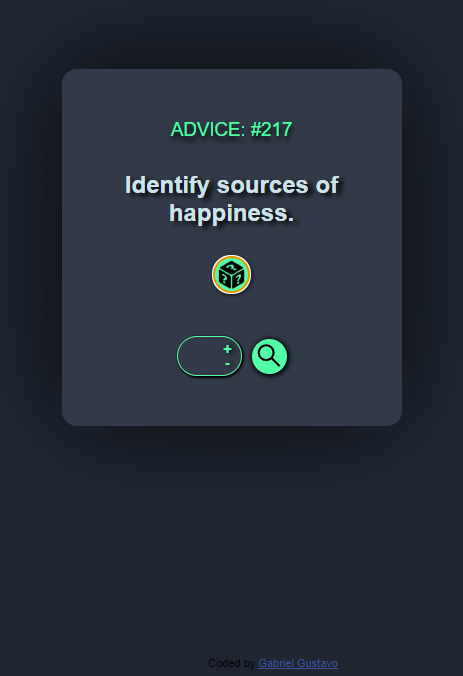 ADVICE: #217
Identify sources of
happiness.
? ? ?
+
-
Coded by Gabriel Gustavo